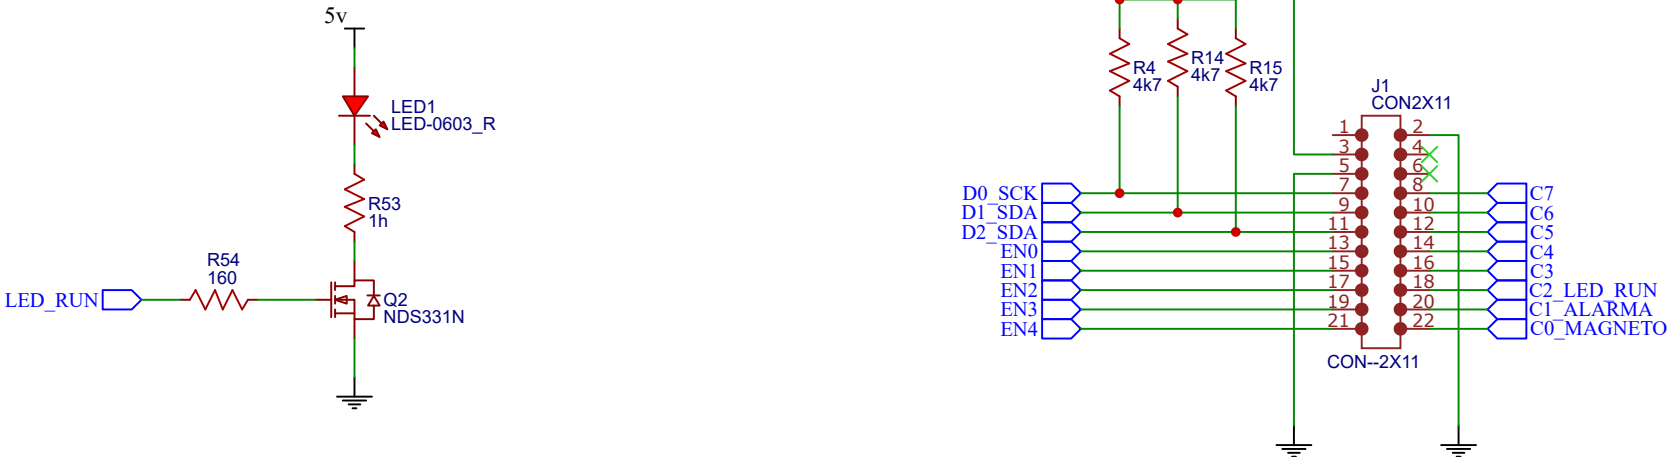 5v
LED1
LED-0603_R
R53
1h
R54
160
LED_RUN
Q2
NDS331N
R4
4k7
R14
4k7
R15
4k7
J1
CON2X11
1 2
3 4
5 6
D0_SCK 7 8 C7
D1_SDA 9 10 C6
D2_SDA 11 12 C5
EN0 13 14 C4
EN1 15 16 C3
EN2 17 18 C2_LED_RUN
EN3 19 20 C1_ALARMA
EN4 21 22 C0_MAGNETO
CON--2X11